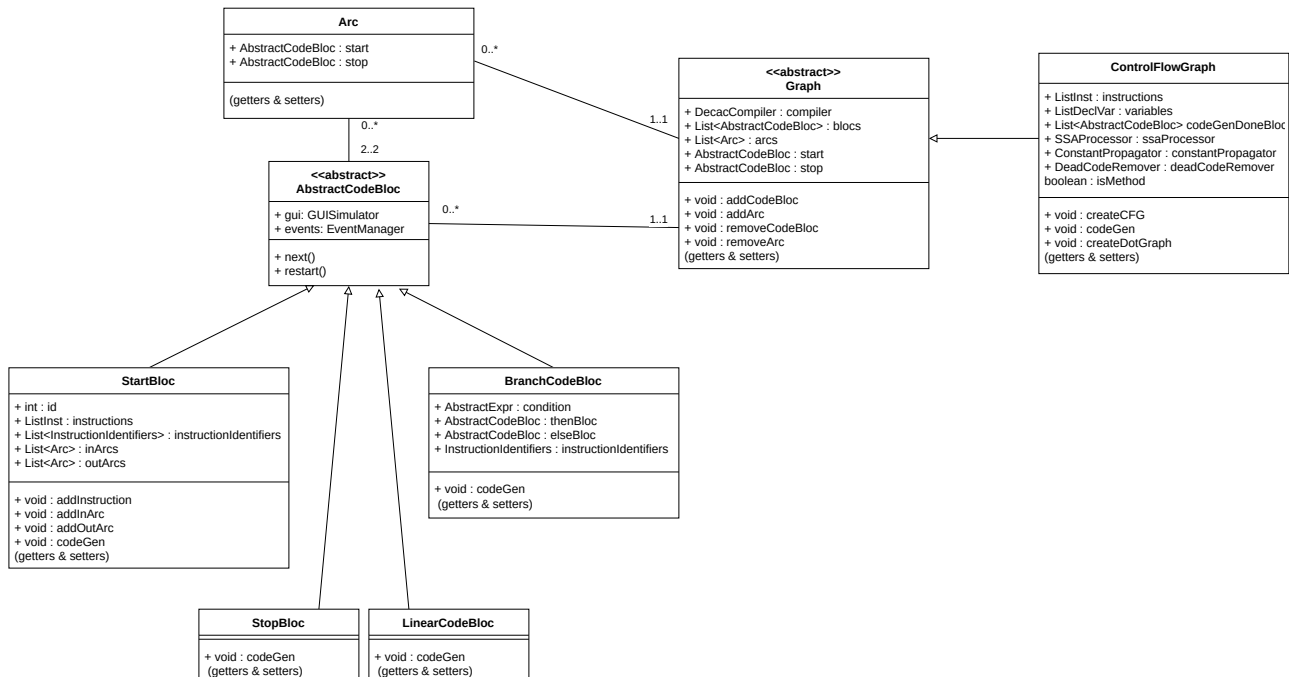 Arc
+ AbstractCodeBloc : start
+ AbstractCodeBloc : stop
(getters & setters)
0..*
1..1
0..*
2..2
<<abstract>>
Graph
+ DecacCompiler : compiler
+ List<AbstractCodeBloc> : blocs
+ List<Arc> : arcs
+ AbstractCodeBloc : start
+ AbstractCodeBloc : stop
+ void : addCodeBloc
+ void : addArc
+ void : removeCodeBloc
+ void : removeArc
(getters & setters)
ControlFlowGraph
+ ListInst : instructions
+ ListDeclVar : variables
+ List<AbstractCodeBloc> codeGenDoneBloc
+ SSAProcessor : ssaProcessor
+ ConstantPropagator : constantPropagator
+ DeadCodeRemover : deadCodeRemover
boolean : isMethod
+ void : createCFG
+ void : codeGen
+ void : createDotGraph
(getters & setters)
<<abstract>>
AbstractCodeBloc
+ gui: GUISimulator
+ events: EventManager
+ next()
+ restart()
0..*
1..1
StartBloc
+ int : id
+ ListInst : instructions
+ List<InstructionIdentifiers> : instructionIdentifiers
+ List<Arc> : inArcs
+ List<Arc> : outArcs
+ void : addInstruction
+ void : addInArc
+ void : addOutArc
+ void : codeGen
(getters & setters)
BranchCodeBloc
+ AbstractExpr : condition
+ AbstractCodeBloc : thenBloc
+ AbstractCodeBloc : elseBloc
+ InstructionIdentifiers : instructionIdentifiers
+ void : codeGen
(getters & setters)
StopBloc
+ void : codeGen
(getters & setters)
LinearCodeBloc
+ void : codeGen
(getters & setters)